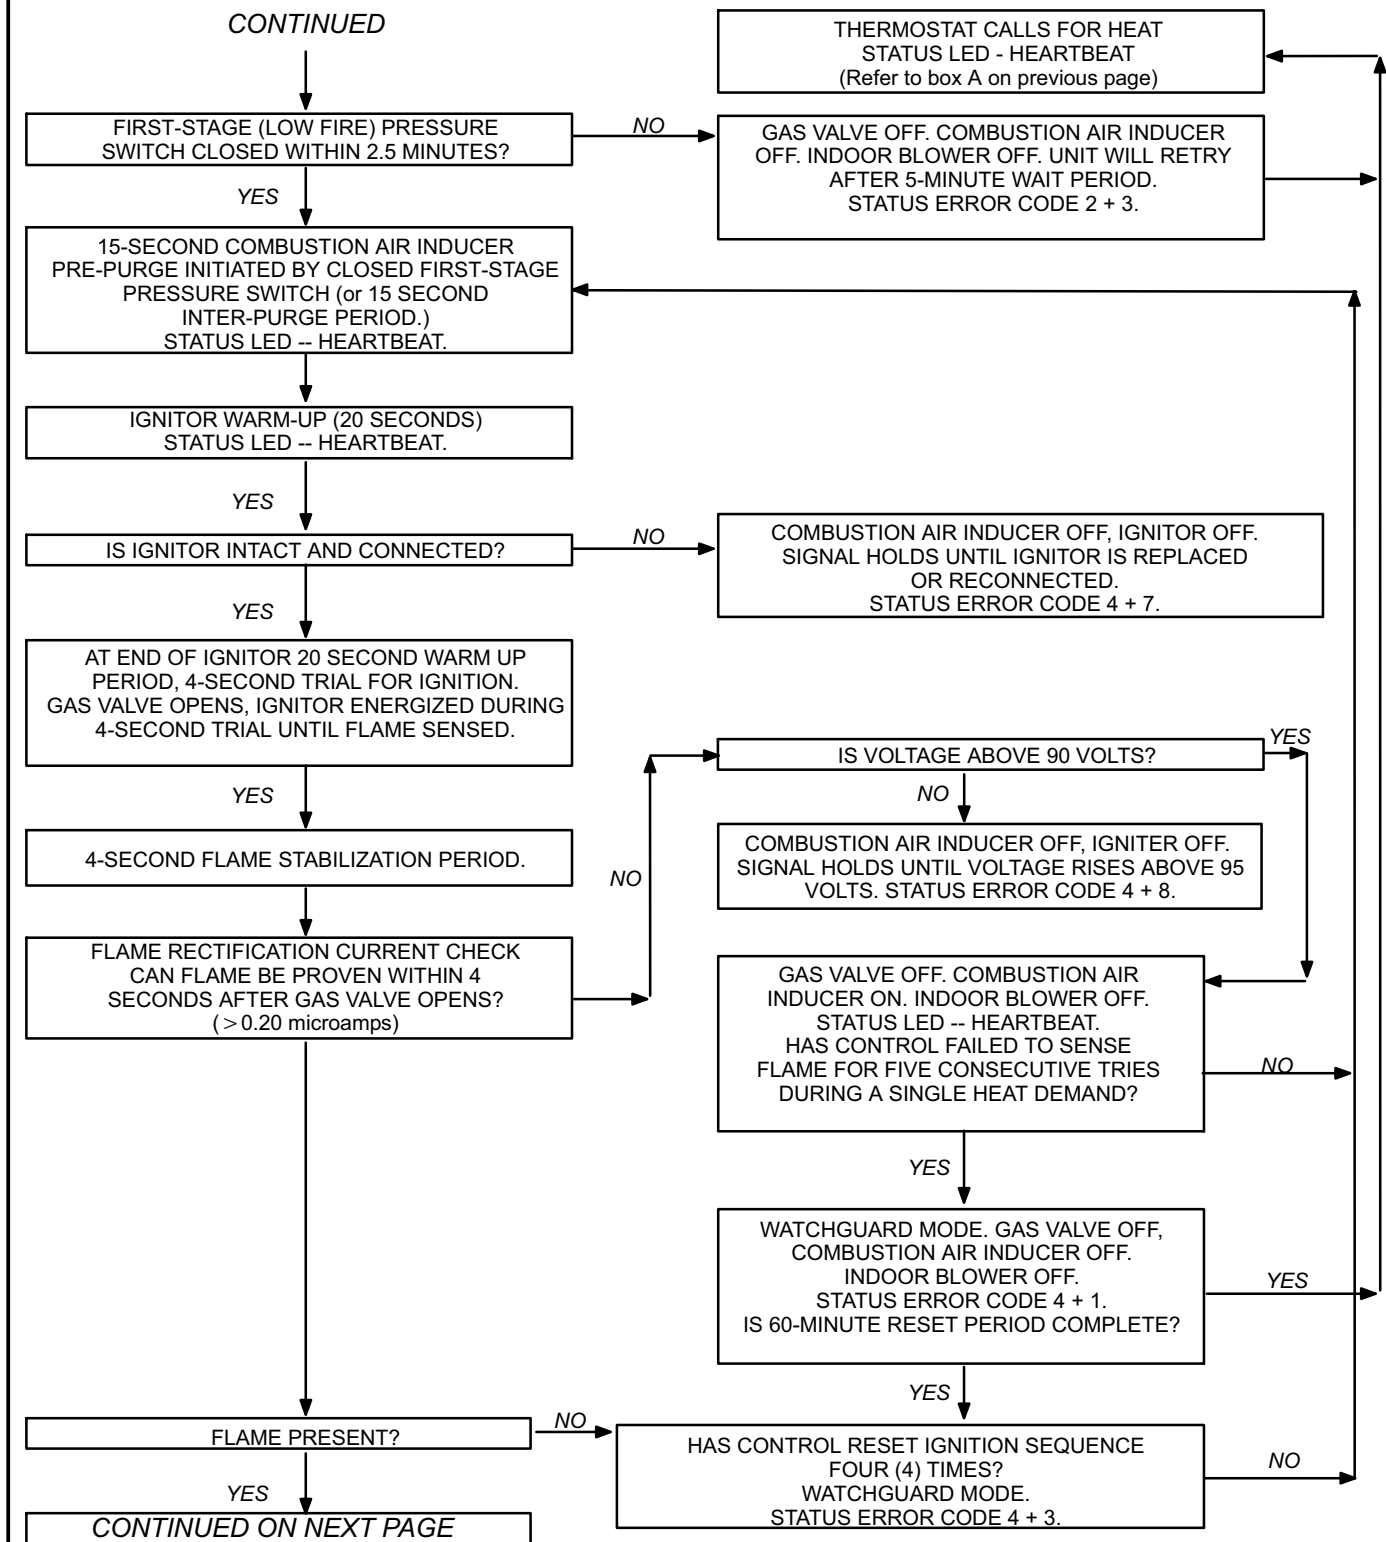 CONTINUED
THERMOSTAT CALLS FOR HEAT
STATUS LED - HEARTBEAT
(Refer to box A on previous page)
FIRST-STAGE (LOW FIRE) PRESSURE
SWITCH CLOSED WITHIN 2.5 MINUTES?
NO
GAS VALVE OFF. COMBUSTION AIR INDUCER
OFF. INDOOR BLOWER OFF. UNIT WILL RETRY
AFTER 5-MINUTE WAIT PERIOD.
STATUS ERROR CODE 2 + 3.
YES
15-SECOND COMBUSTION AIR INDUCER
PRE-PURGE INITIATED BY CLOSED FIRST-STAGE
PRESSURE SWITCH (or 15 SECOND
INTER-PURGE PERIOD.)
STATUS LED -- HEARTBEAT.
IGNITOR WARM-UP (20 SECONDS)
STATUS LED -- HEARTBEAT.
YES
IS IGNITOR INTACT AND CONNECTED?
NO
COMBUSTION AIR INDUCER OFF, IGNITOR OFF.
SIGNAL HOLDS UNTIL IGNITOR IS REPLACED
OR RECONNECTED.
STATUS ERROR CODE 4 + 7.
YES
AT END OF IGNITOR 20 SECOND WARM UP
PERIOD, 4-SECOND TRIAL FOR IGNITION.
GAS VALVE OPENS, IGNITOR ENERGIZED DURING
4-SECOND TRIAL UNTIL FLAME SENSED.
YES
4-SECOND FLAME STABILIZATION PERIOD.
FLAME RECTIFICATION CURRENT CHECK
CAN FLAME BE PROVEN WITHIN 4
SECONDS AFTER GAS VALVE OPENS?
(>0.20 microamps)
NO
IS VOLTAGE ABOVE 90 VOLTS?
YES
NO
COMBUSTION AIR INDUCER OFF, IGNITER OFF.
SIGNAL HOLDS UNTIL VOLTAGE RISES ABOVE 95
VOLTS. STATUS ERROR CODE 4 + 8.
GAS VALVE OFF. COMBUSTION AIR
INDUCER ON. INDOOR BLOWER OFF.
STATUS LED -- HEARTBEAT.
HAS CONTROL FAILED TO SENSE
FLAME FOR FIVE CONSECUTIVE TRIES
DURING A SINGLE HEAT DEMAND?
NO
YES
WATCHGUARD MODE. GAS VALVE OFF,
COMBUSTION AIR INDUCER OFF.
INDOOR BLOWER OFF.
STATUS ERROR CODE 4 + 1.
IS 60-MINUTE RESET PERIOD COMPLETE?
YES
YES
FLAME PRESENT?
NO
HAS CONTROL RESET IGNITION SEQUENCE
FOUR (4) TIMES?
WATCHGUARD MODE.
STATUS ERROR CODE 4 + 3.
NO
YES
CONTINUED ON NEXT PAGE